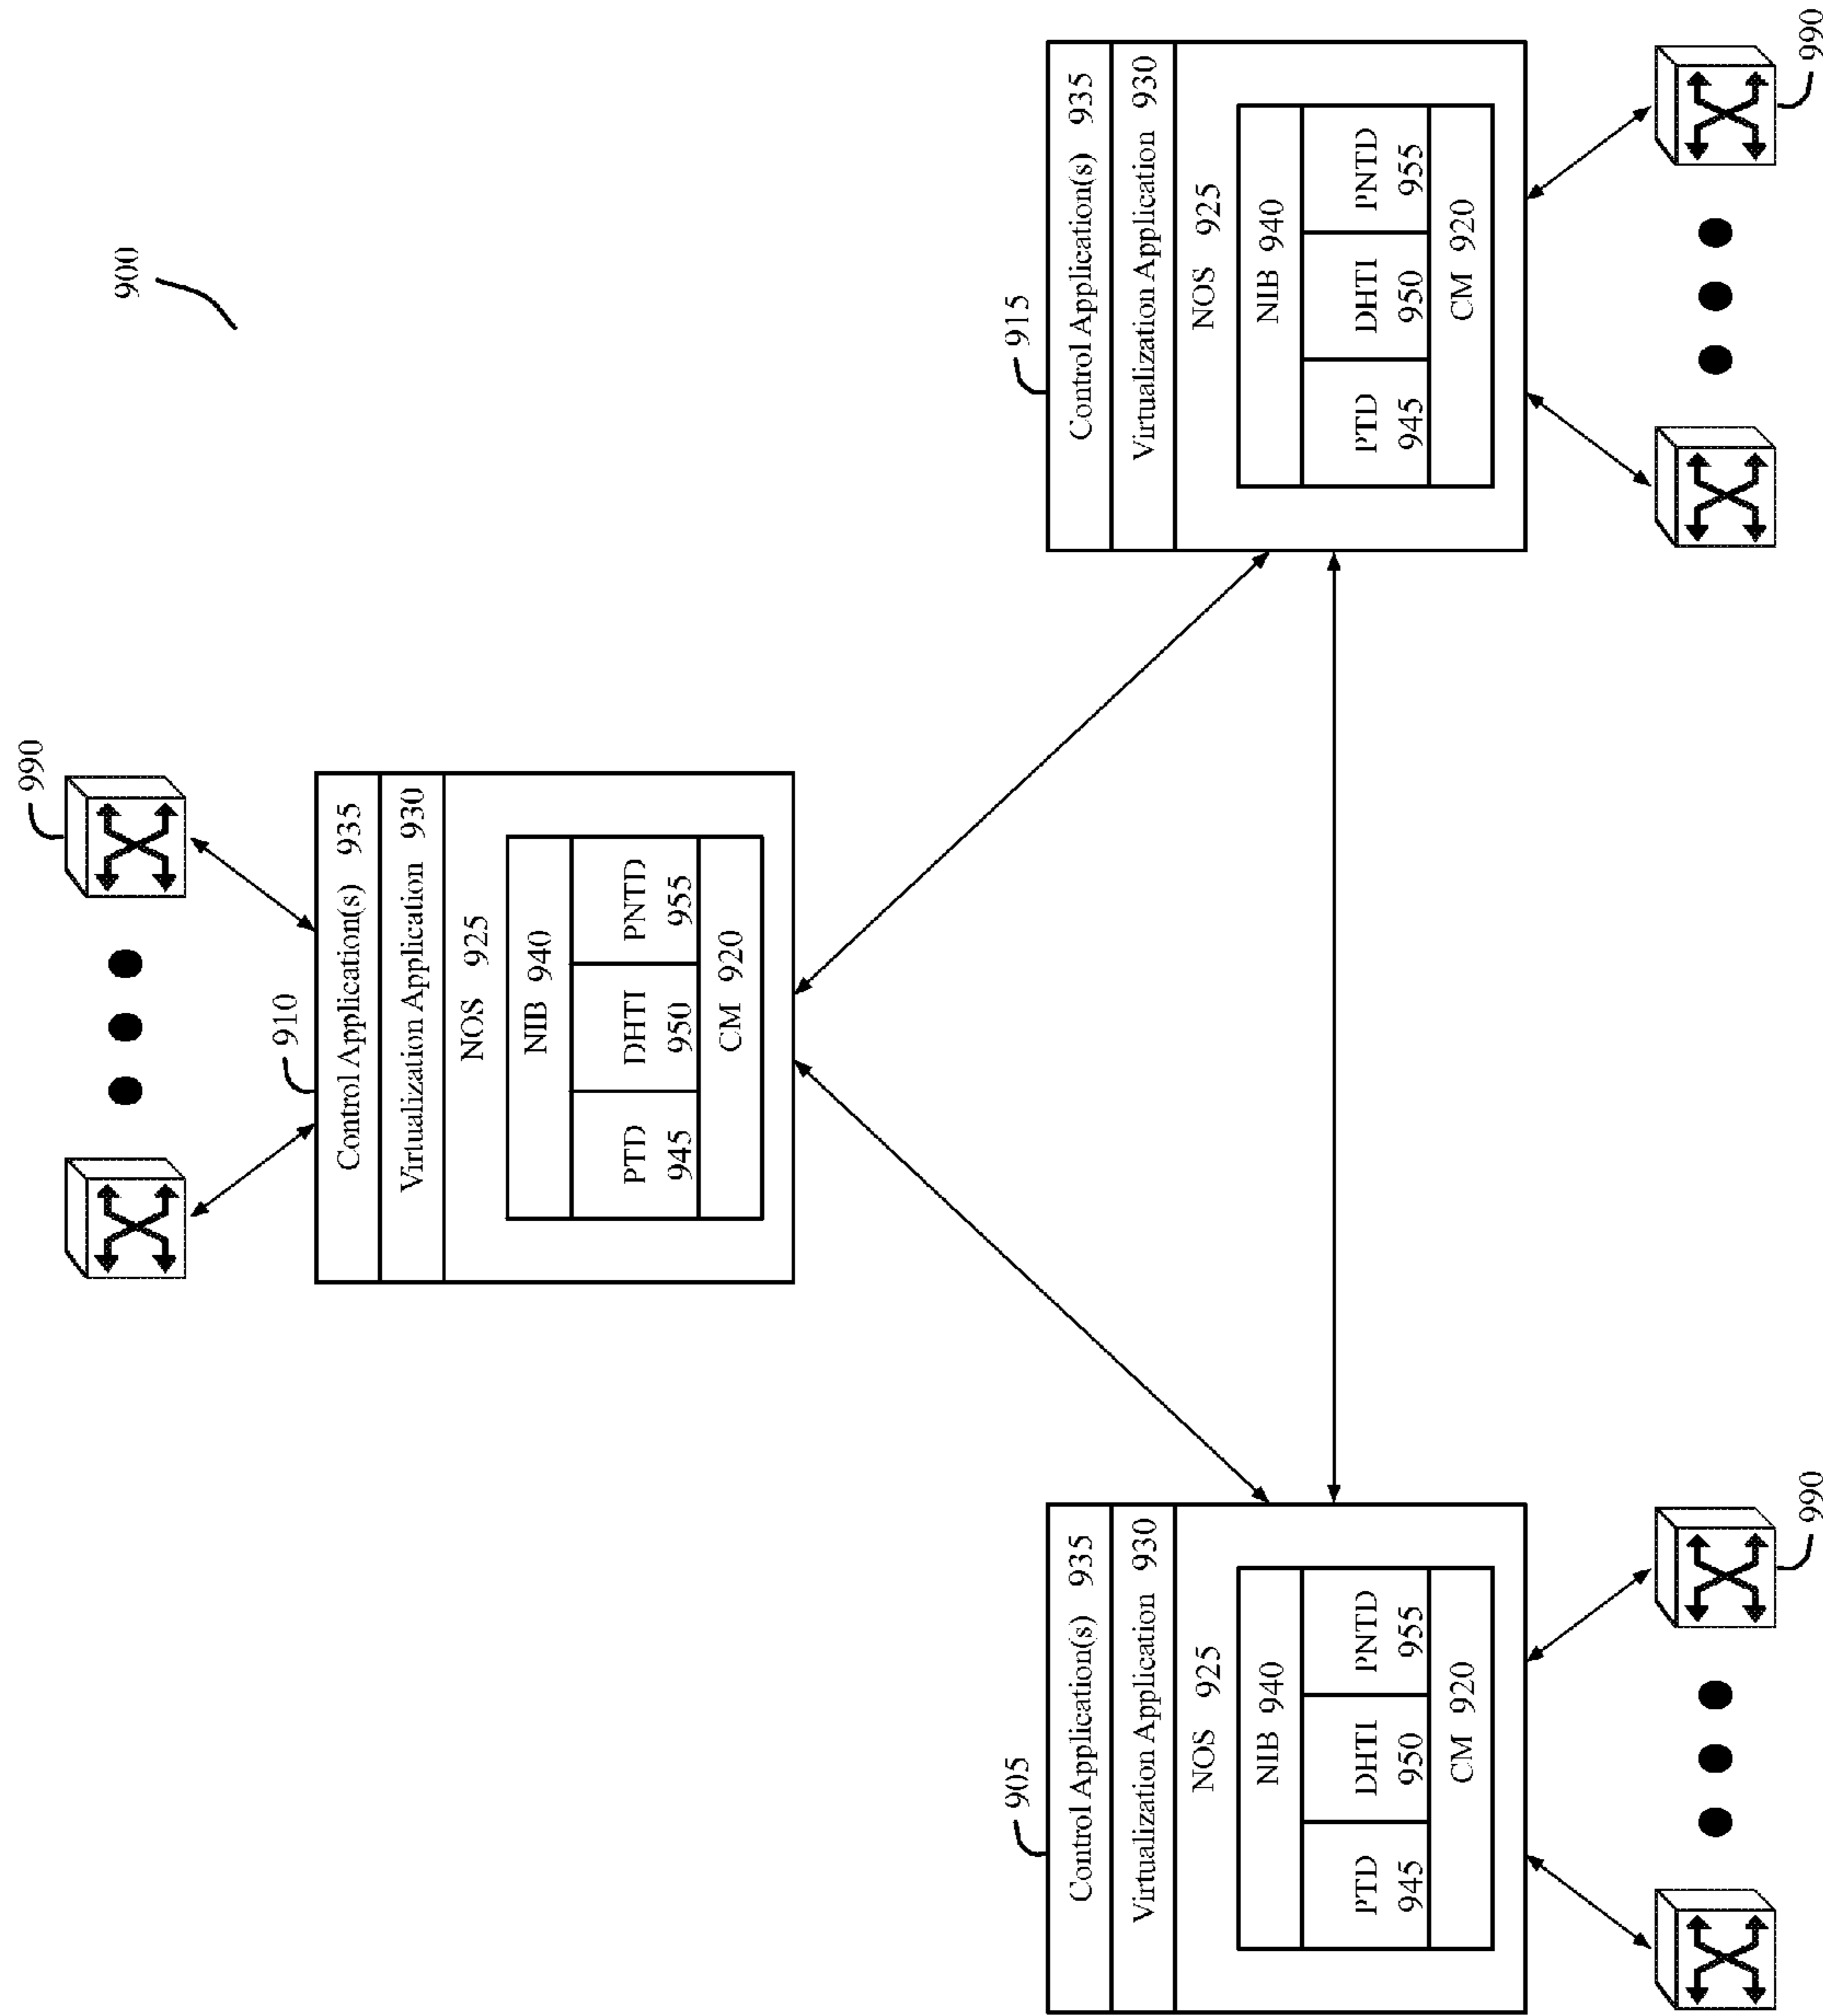 900
990
910
Control Application(s) 935
Virtualization Application 930
NOS 925
NIB 940
PTD 945
DHTI 950
PNTD 955
CM 920
905
Control Application(s) 935
Virtualization Application 930
NOS 925
NIB 940
PTD 945
DHTI 950
PNTD 955
CM 920
990
915
Control Application(s) 935
Virtualization Application 930
NOS 925
NIB 940
PTD 945
DHTI 950
PNTD 955
CM 920
990